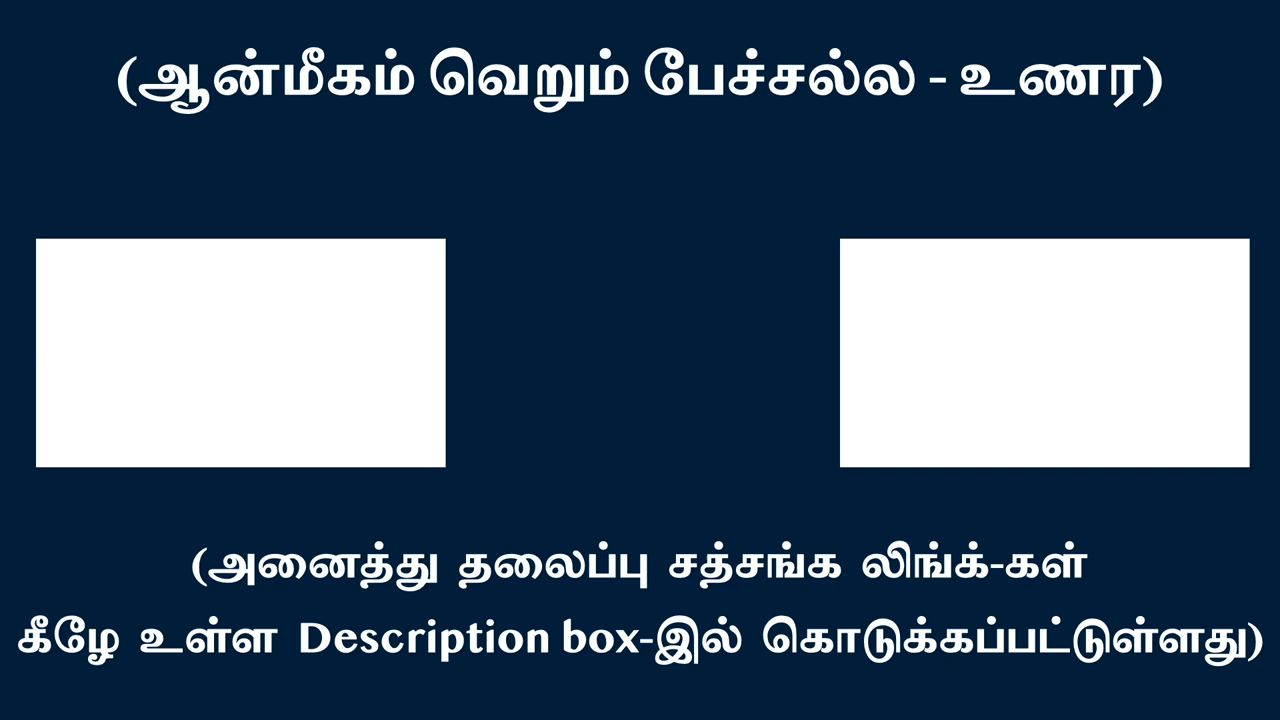 (ஆன்மீகம் வெறும் பேச்சல்ல - உணர)
(அனைத்து தலைப்பு சத்சங்க லிங்க்-கள்
கீழே உள்ள Description box-இல் கொடுக்கப்பட்டுள்ளது)